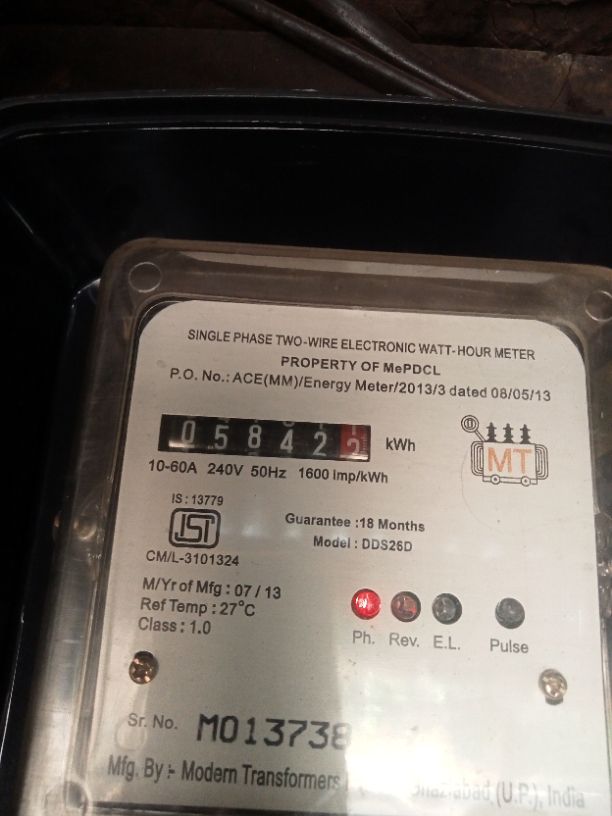 SINGLE PHASE TWO-WIRE ELECTRONIC WATT-HOUR METER
PROPERTY OF MePDCL
P.O. No.: ACE(MM)/Energy Meter/2013/3 dated 08/05/13
058422 kWh
MT
10-60A 240V 50Hz 1600 Imp/kWh
IS : 13779
ISI
CM/L-3101324
Guarantee :18 Months
Model : DDS26D
M/Yr of Mfg : 07 / 13
Ref Temp : 27°C
Class : 1.0
Ph. Rev. E.L. Pulse
Sr. No. M013738
Mfg. By :- Modern Transformers Ghaziabad, (U.P.), India